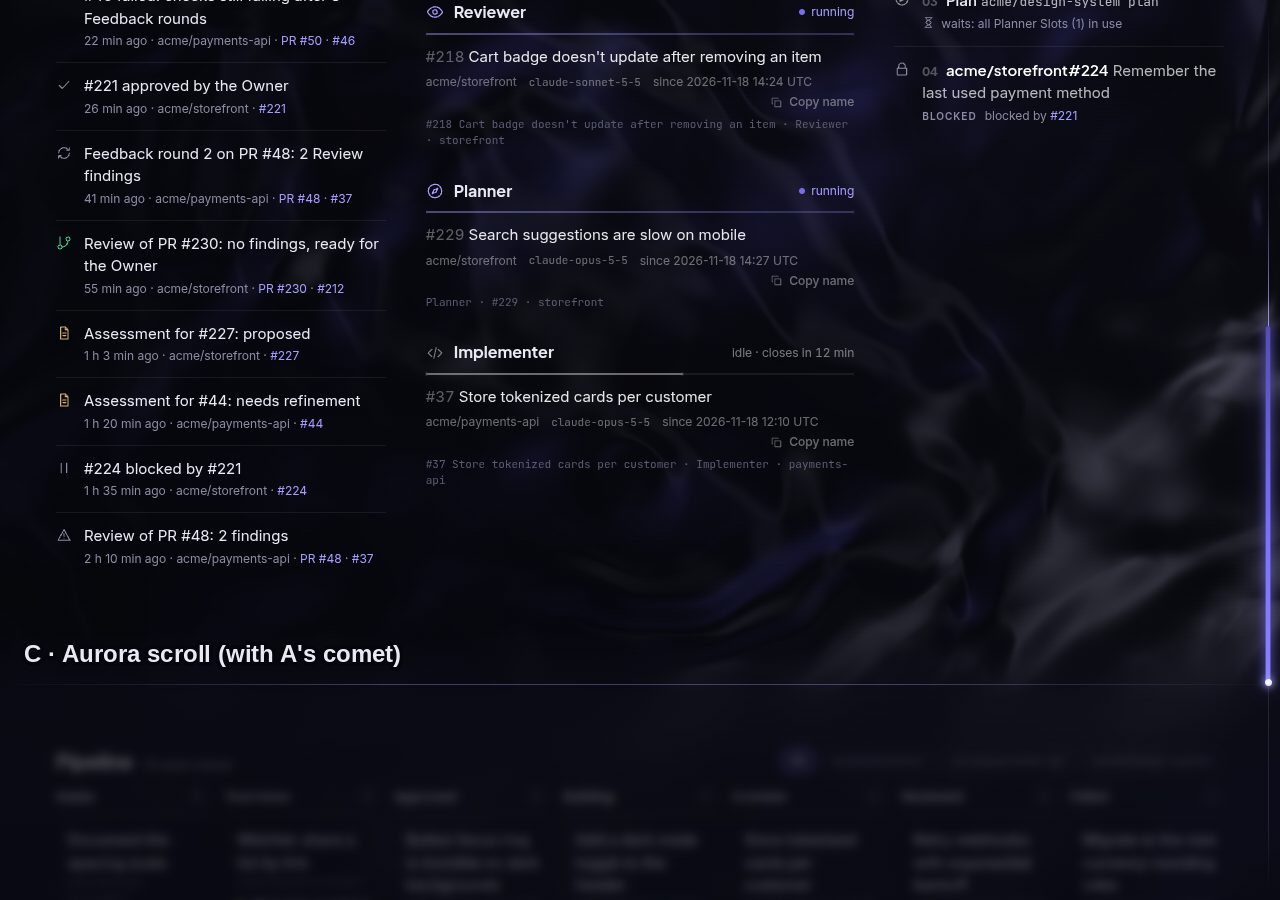 Feedback rounds
22 min ago · acme/payments-api · PR #50 · #46
#221 approved by the Owner
26 min ago · acme/storefront · #221
Feedback round 2 on PR #48: 2 Review
findings
41 min ago · acme/payments-api · PR #48 · #37
Review of PR #230: no findings, ready for
the Owner
55 min ago · acme/storefront · PR #230 · #212
Assessment for #227: proposed
1 h 3 min ago · acme/storefront · #227
Assessment for #44: needs refinement
1 h 20 min ago · acme/payments-api · #44
#224 blocked by #221
1 h 35 min ago · acme/storefront · #224
Review of PR #48: 2 findings
2 h 10 min ago · acme/payments-api · PR #48 · #37
Reviewer
running
#218 Cart badge doesn't update after removing an item
acme/storefront claude-sonnet-5-5 since 2026-11-18 14:24 UTC
Copy name
#218 Cart badge doesn't update after removing an item · Reviewer
· storefront
Planner
running
#229 Search suggestions are slow on mobile
acme/storefront claude-opus-5-5 since 2026-11-18 14:27 UTC
Copy name
Planner · #229 · storefront
Implementer
idle · closes in 12 min
#37 Store tokenized cards per customer
acme/payments-api claude-opus-5-5 since 2026-11-18 12:10 UTC
Copy name
#37 Store tokenized cards per customer · Implementer · payments-
api
03 Plan acme/design-system plan
waits: all Planner Slots (1) in use
04 acme/storefront#224 Remember the
last used payment method
BLOCKED blocked by #221
C · Aurora scroll (with A's comet)
Pipeline